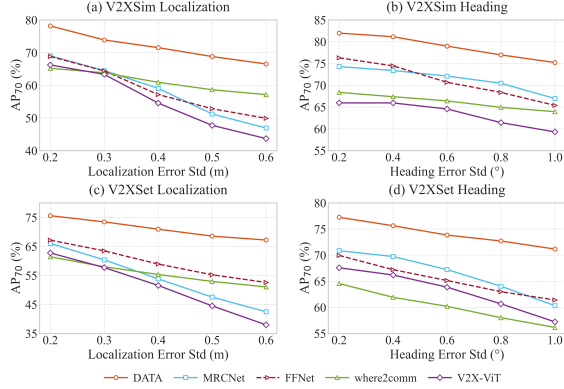 (a) V2XSim Localization
AP70 (%)
80
70
60
50
40
0.2 0.3 0.4 0.5 0.6
Localization Error Std (m)
(b) V2XSim Heading
AP70 (%)
85
80
75
70
65
60
55
0.2 0.4 0.6 0.8 1.0
Heading Error Std (°)
(c) V2XSet Localization
AP70 (%)
75
65
55
45
35
0.2 0.3 0.4 0.5 0.6
Localization Error Std (m)
(d) V2XSet Heading
AP70 (%)
80
75
70
65
60
55
0.2 0.4 0.6 0.8 1.0
Heading Error Std (°)
DATA MRCNet FFNet where2comm V2X-ViT